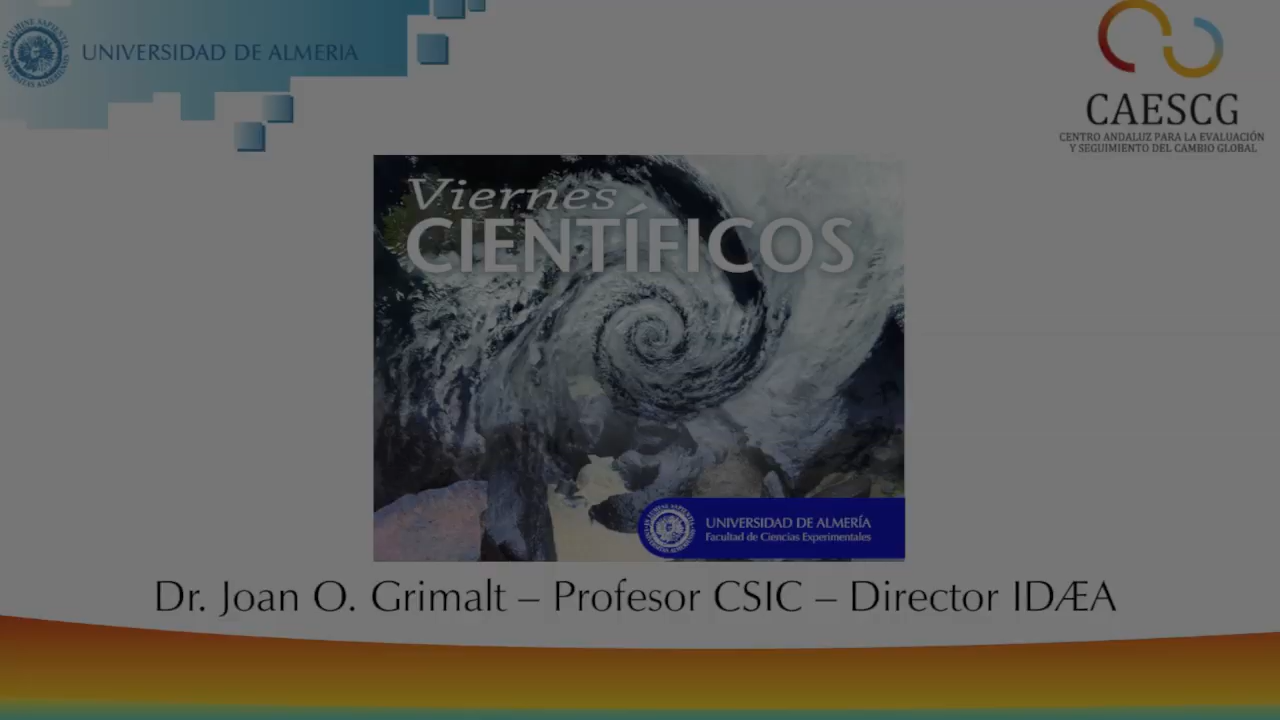 UNIVERSIDAD DE ALMERIA
CAESCG
CENTRO ANDALUZ PARA LA EVALUACIÓN
Y SEGUIMIENTO DEL CAMBIO GLOBAL
Viernes
CIENTÍFICOS
UNIVERSIDAD DE ALMERÍA
Facultad de Ciencias Experimentales
Dr. Joan O. Grimalt – Profesor CSIC – Director IDÆA